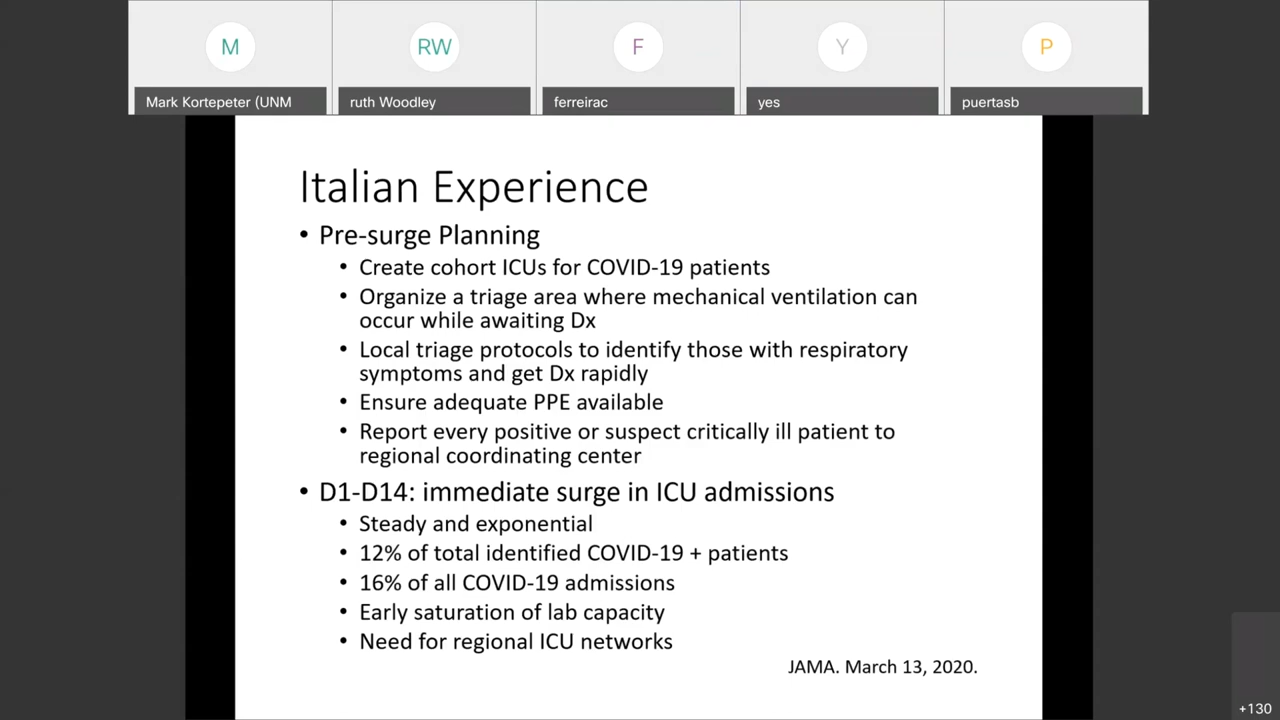 M
RW
F
Y
P
Mark Kortepeter (UNM
ruth Woodley
ferreirac
yes
puertasb
Italian Experience
• Pre-surge Planning
• Create cohort ICUs for COVID-19 patients
• Organize a triage area where mechanical ventilation can
occur while awaiting Dx
• Local triage protocols to identify those with respiratory
symptoms and get Dx rapidly
• Ensure adequate PPE available
• Report every positive or suspect critically ill patient to
regional coordinating center
• D1-D14: immediate surge in ICU admissions
• Steady and exponential
• 12% of total identified COVID-19 + patients
• 16% of all COVID-19 admissions
• Early saturation of lab capacity
• Need for regional ICU networks
JAMA. March 13, 2020.
+130